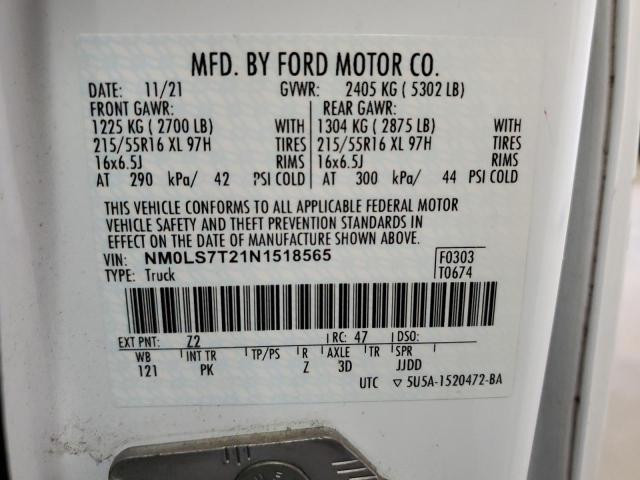 MFD. BY FORD MOTOR CO.
DATE: 11/21 GVWR: 2405 KG ( 5302 LB)
FRONT GAWR: REAR GAWR:
1225 KG ( 2700 LB) WITH 1304 KG ( 2875 LB) WITH
215/55R16 XL 97H TIRES 215/55R16 XL 97H TIRES
16x6.5J RIMS 16x6.5J RIMS
AT 290 kPa/ 42 PSI COLD AT 300 kPa/ 44 PSI COLD
THIS VEHICLE CONFORMS TO ALL APPLICABLE FEDERAL MOTOR
VEHICLE SAFETY AND THEFT PREVENTION STANDARDS IN
EFFECT ON THE DATE OF MANUFACTURE SHOWN ABOVE.
VIN: NM0LS7T21N1518565 F0303
TYPE: Truck T0674
EXT PNT: Z2 RC: 47 DSO:
WB INT TR TP/PS R AXLE TR SPR
121 PK Z 3D JJDD
UTC ▽ 5U5A-1520472-BA